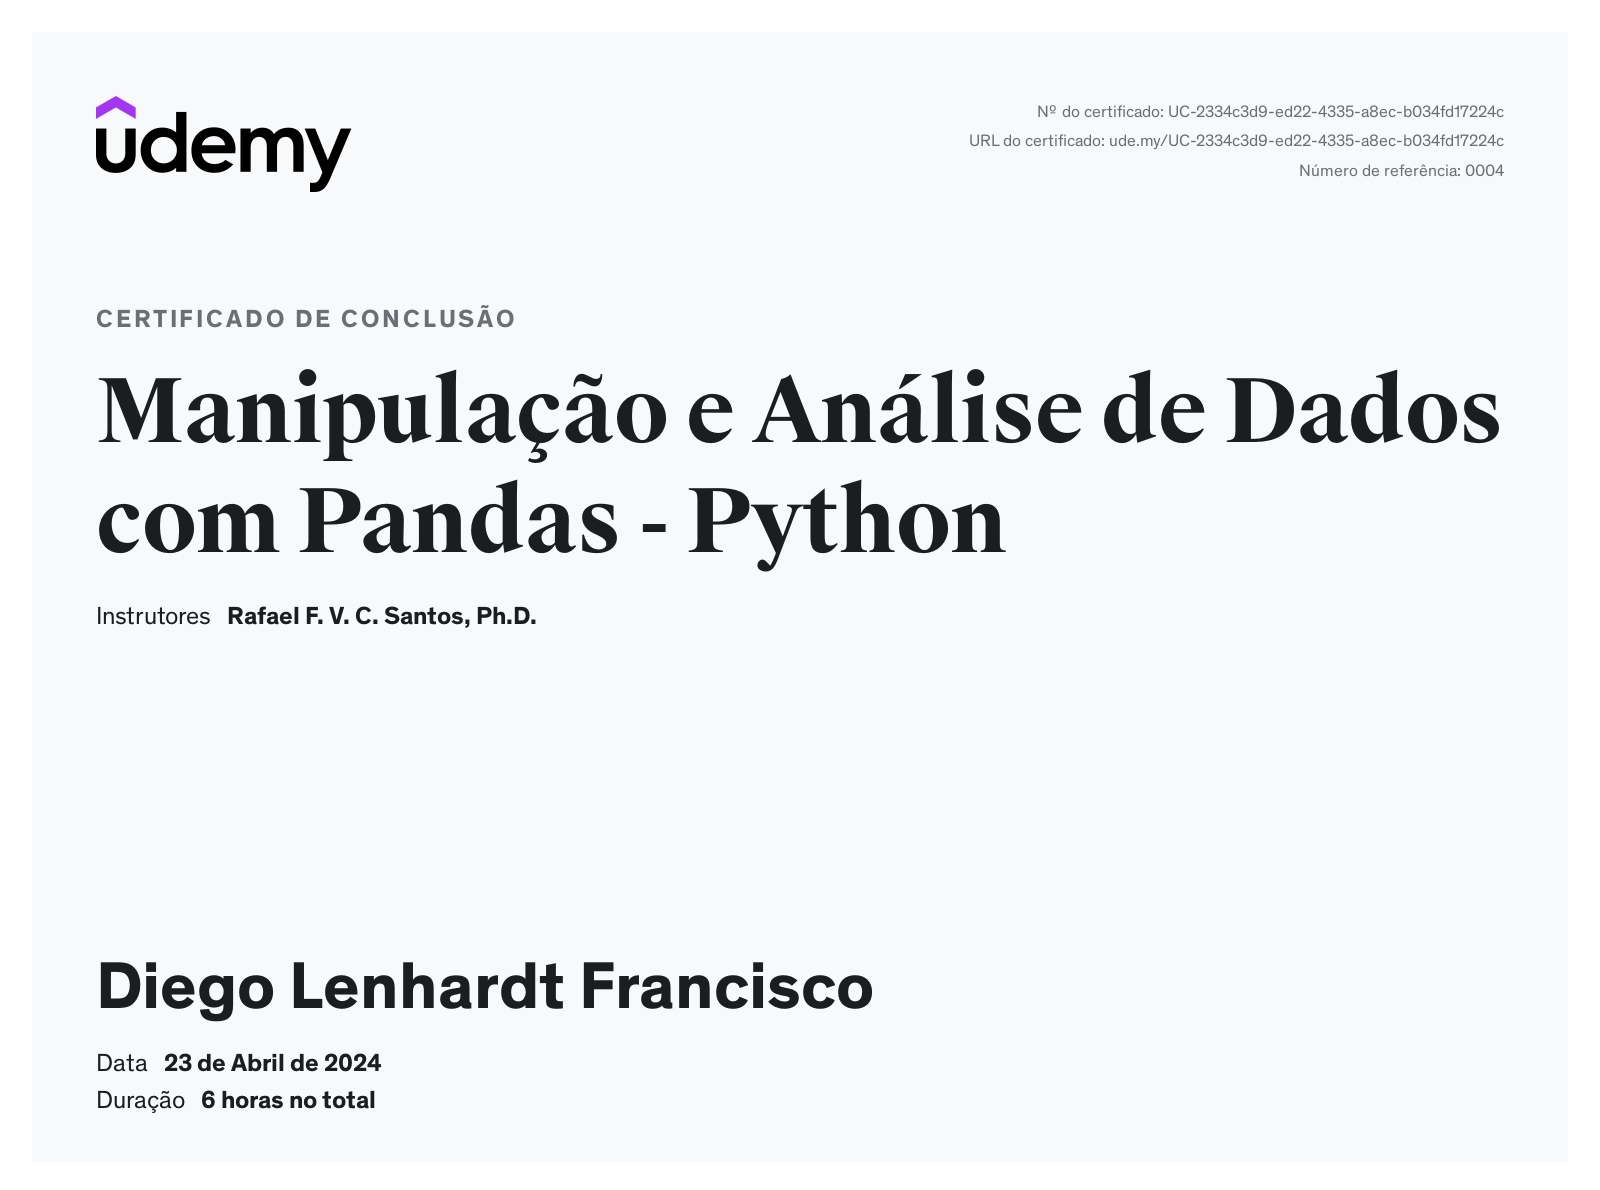 udemy
Nº do certificado: UC-2334c3d9-ed22-4335-a8ec-b034fd17224c
URL do certificado: ude.my/UC-2334c3d9-ed22-4335-a8ec-b034fd17224c
Número de referência: 0004
CERTIFICADO DE CONCLUSÃO
Manipulação e Análise de Dados
com Pandas - Python
Instrutores Rafael F. V. C. Santos, Ph.D.
Diego Lenhardt Francisco
Data 23 de Abril de 2024
Duração 6 horas no total